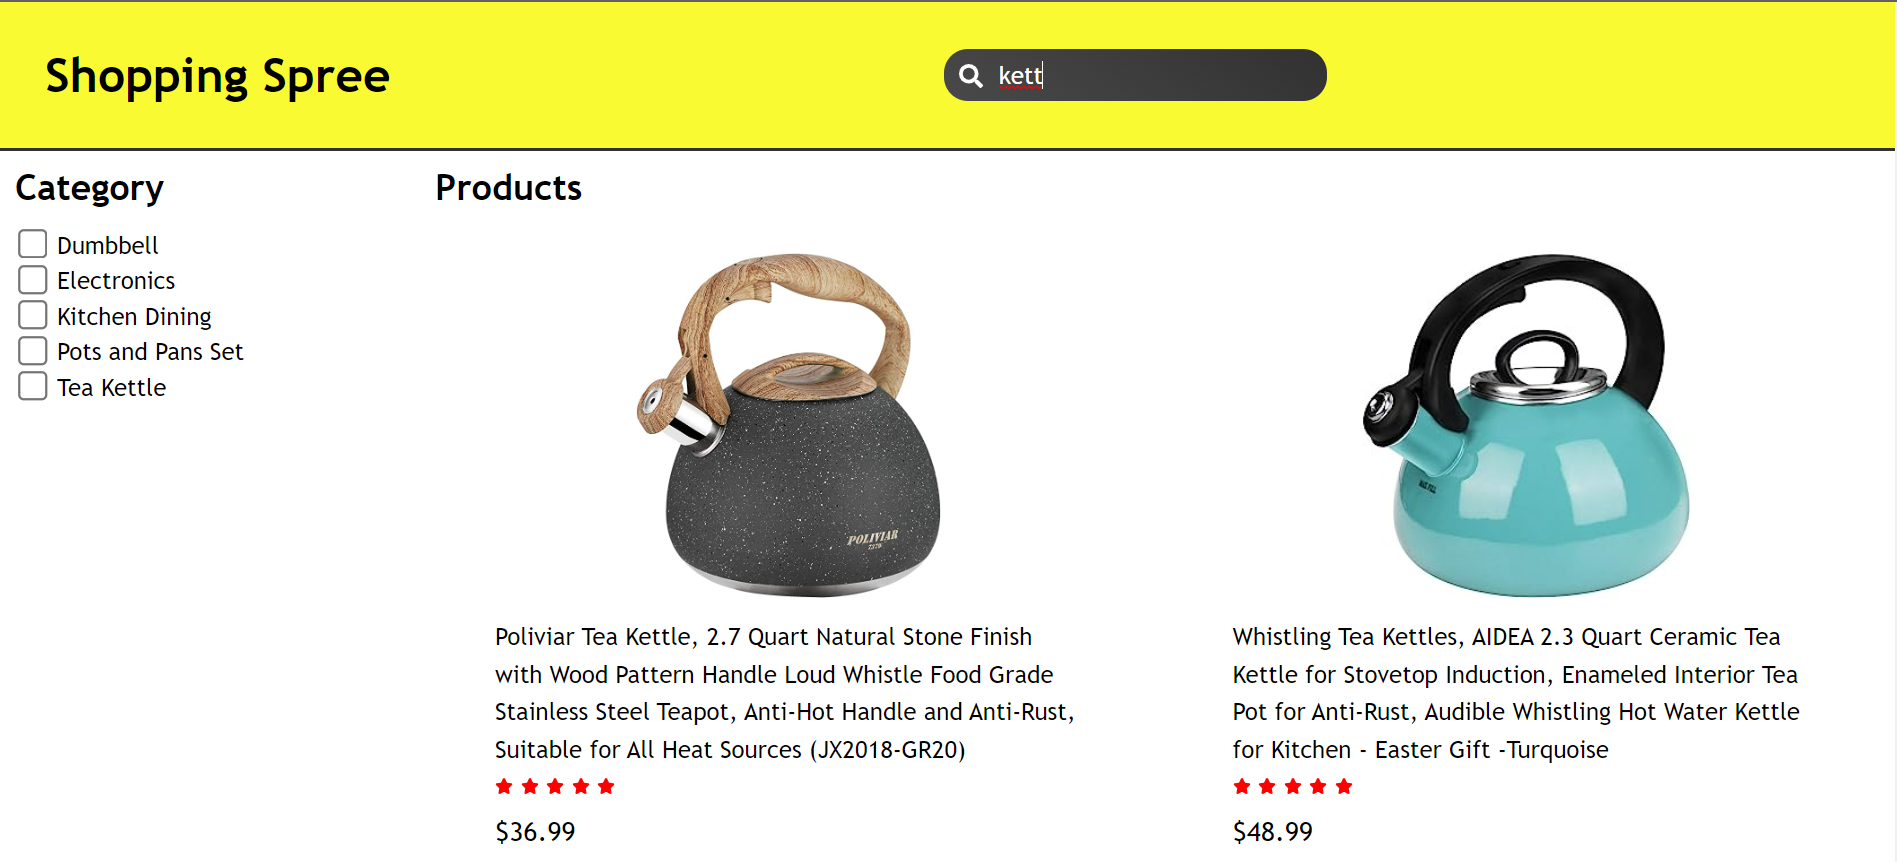 Shopping Spree
kett
Category
Dumbbell
Electronics
Kitchen Dining
Pots and Pans Set
Tea Kettle
Products
POLIVIAR
Poliviar Tea Kettle, 2.7 Quart Natural Stone Finish
with Wood Pattern Handle Loud Whistle Food Grade
Stainless Steel Teapot, Anti-Hot Handle and Anti-Rust,
Suitable for All Heat Sources (JX2018-GR20)
$36.99
MAX FILL
Whistling Tea Kettles, AIDEA 2.3 Quart Ceramic Tea
Kettle for Stovetop Induction, Enameled Interior Tea
Pot for Anti-Rust, Audible Whistling Hot Water Kettle
for Kitchen - Easter Gift -Turquoise
$48.99